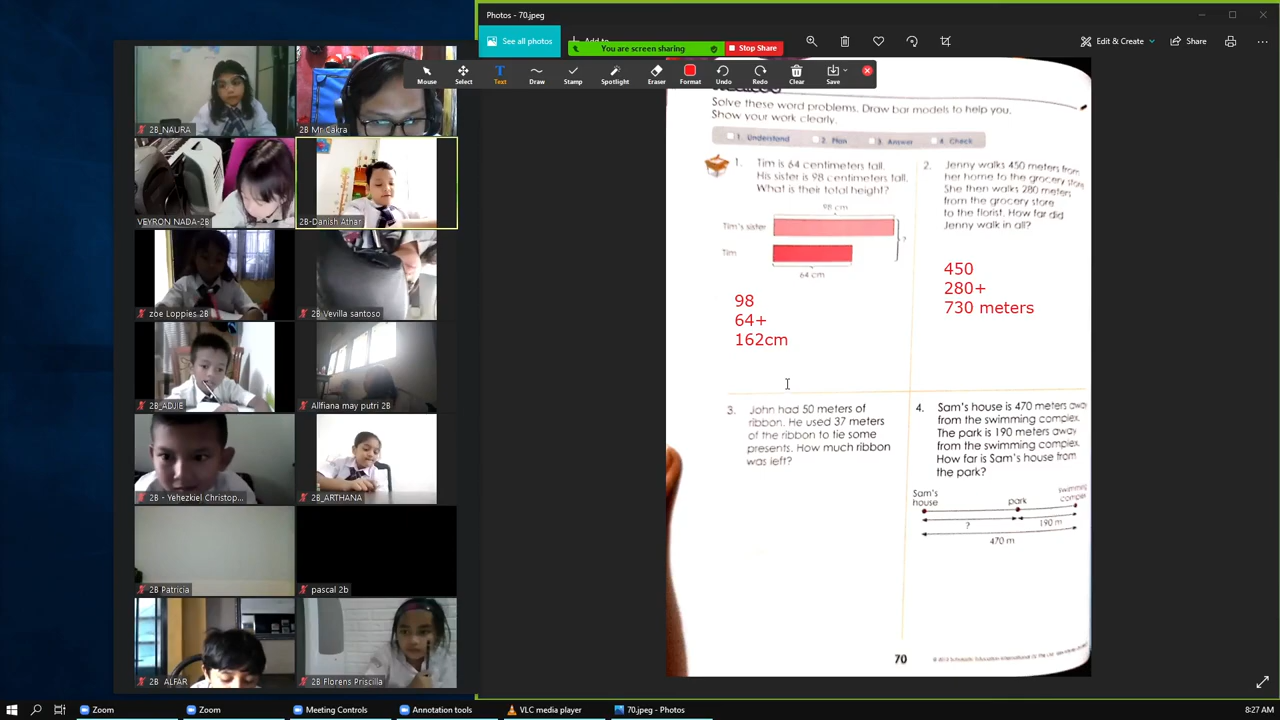 Photos - 70.jpeg
See all photos
Add to
You are screen sharing
Stop Share
Edit & Create
Share
Mouse
Select
Text
Draw
Stamp
Spotlight
Eraser
Format
Undo
Redo
Clear
Save
2B_NAURA
2B Mr.Cakra
VEYRON NADA-2B
2B-Danish Athar
zoe Loppies 2B
2B Vevilla santoso
2B_ADJIE
Allfiana may putri 2B
2B - Yehezkiel Christop...
2B_ARTHANA
2B Patricia
pascal 2b
2B_ALFAR
2B Florens Priscilla
Solve these word problems. Draw bar models to help you.
Show your work clearly.
1. Understand
2. Plan
3. Answer
4. Check
1. Tim is 64 centimeters tall.
His sister is 98 centimeters tall.
What is their total height?
98 cm
Tim's sister
?
Tim
64 cm
98
64+
162cm
2. Jenny walks 450 meters from
her home to the grocery store.
She then walks 280 meters
from the grocery store
to the florist. How far did
Jenny walk in all?
450
280+
730 meters
3. John had 50 meters of
ribbon. He used 37 meters
of the ribbon to tie some
presents. How much ribbon
was left?
4. Sam's house is 470 meters away
from the swimming complex.
The park is 190 meters away
from the swimming complex.
How far is Sam's house from
the park?
Sam's
house
park
swimming
complex
?
190 m
470 m
70
Zoom
Zoom
Meeting Controls
Annotation tools
VLC media player
70.jpeg - Photos
8:27 AM